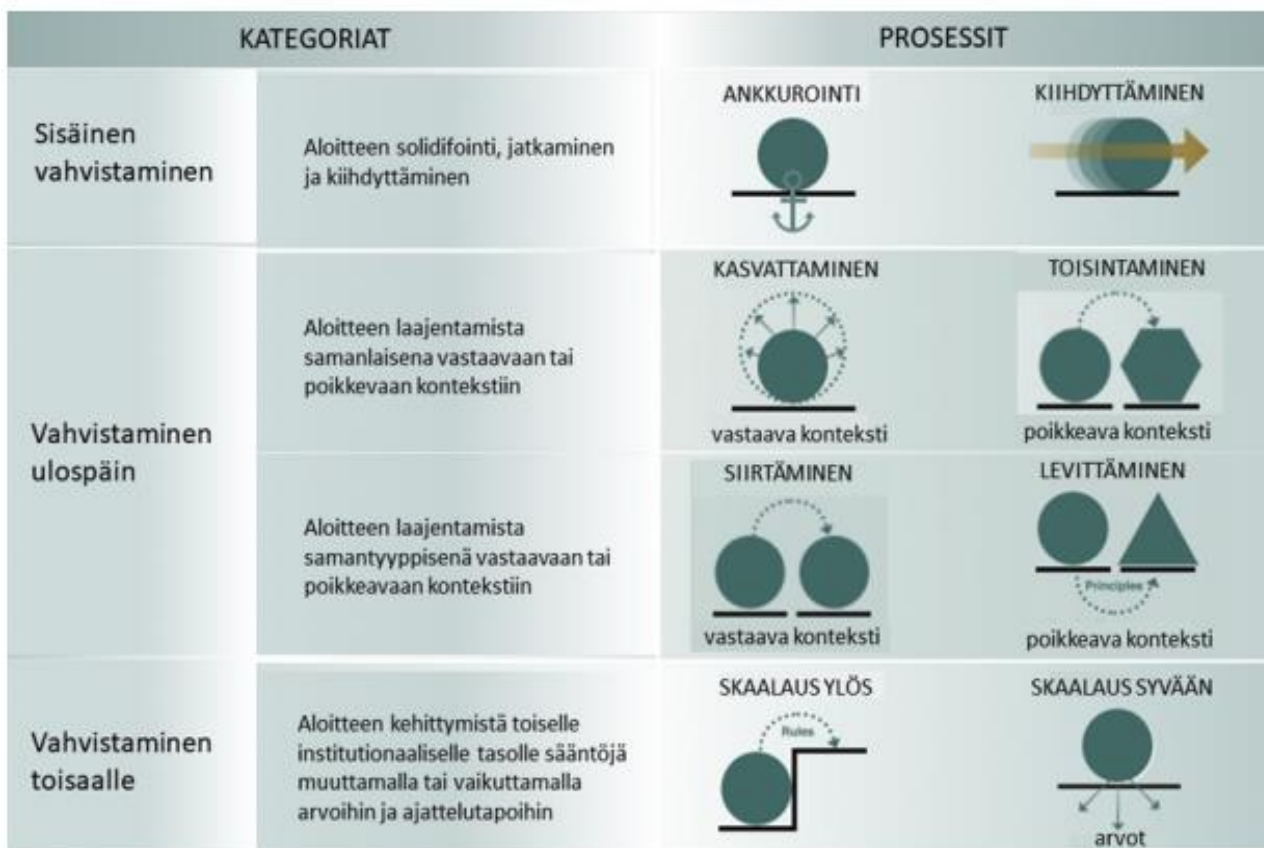 KATEGORIAT
PROSESSIT
Sisäinen
vahvistaminen
Aloitteen solidifointi, jatkaminen
ja kiihdyttäminen
ANKKUROINTI
KIIHDYTTÄMINEN
Vahvistaminen
ulospäin
Aloitteen laajentamista
samanlaisena vastaavaan tai
poikkevaan kontekstiin
KASVATTAMINEN
vastaava konteksti
TOISINTAMINEN
poikkeava konteksti
Aloitteen laajentamista
samantyyppisenä vastaavaan tai
poikkeavaan kontekstiin
SIIRTÄMINEN
vastaava konteksti
LEVITTÄMINEN
Principles
poikkeava konteksti
Vahvistaminen
toisaalle
Aloitteen kehittymistä toiselle
institutionaaliselle tasolle sääntöjä
muuttamalla tai vaikuttamalla
arvoihin ja ajattelutapoihin
SKAALAUS YLÖS
Rules
SKAALAUS SYVÄÄN
arvot